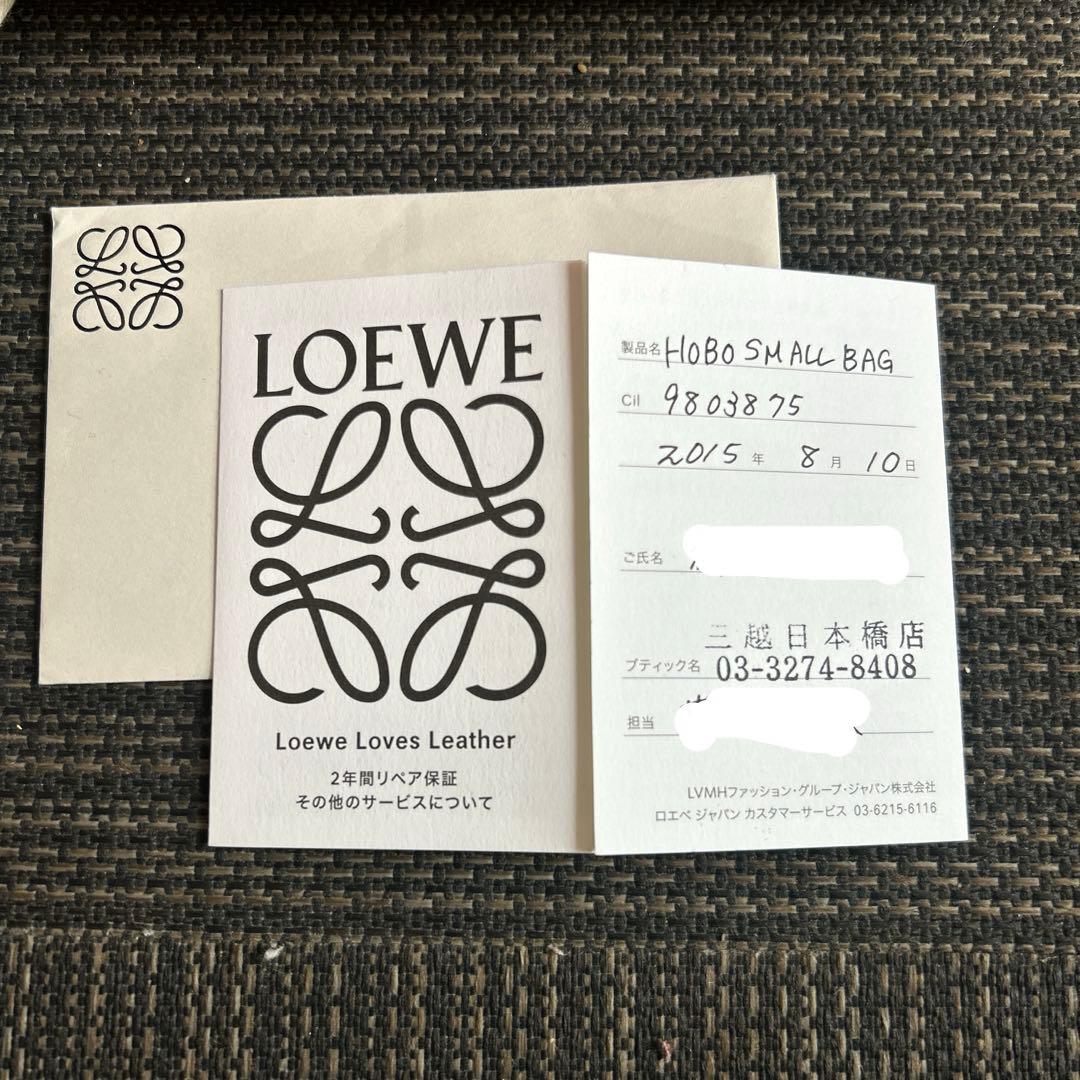 LOEWE
Loewe Loves Leather
2年間リペア保証
その他のサービスについて
製品名 HOBO SMALL BAG
Cil 9803875
2015 年 8 月 10 日
ご氏名
三越日本橋店
ブティック名 03-3274-8408
担当
LVMHファッション・グループ・ジャパン株式会社
ロエベ ジャパン カスタマーサービス 03-6215-6116